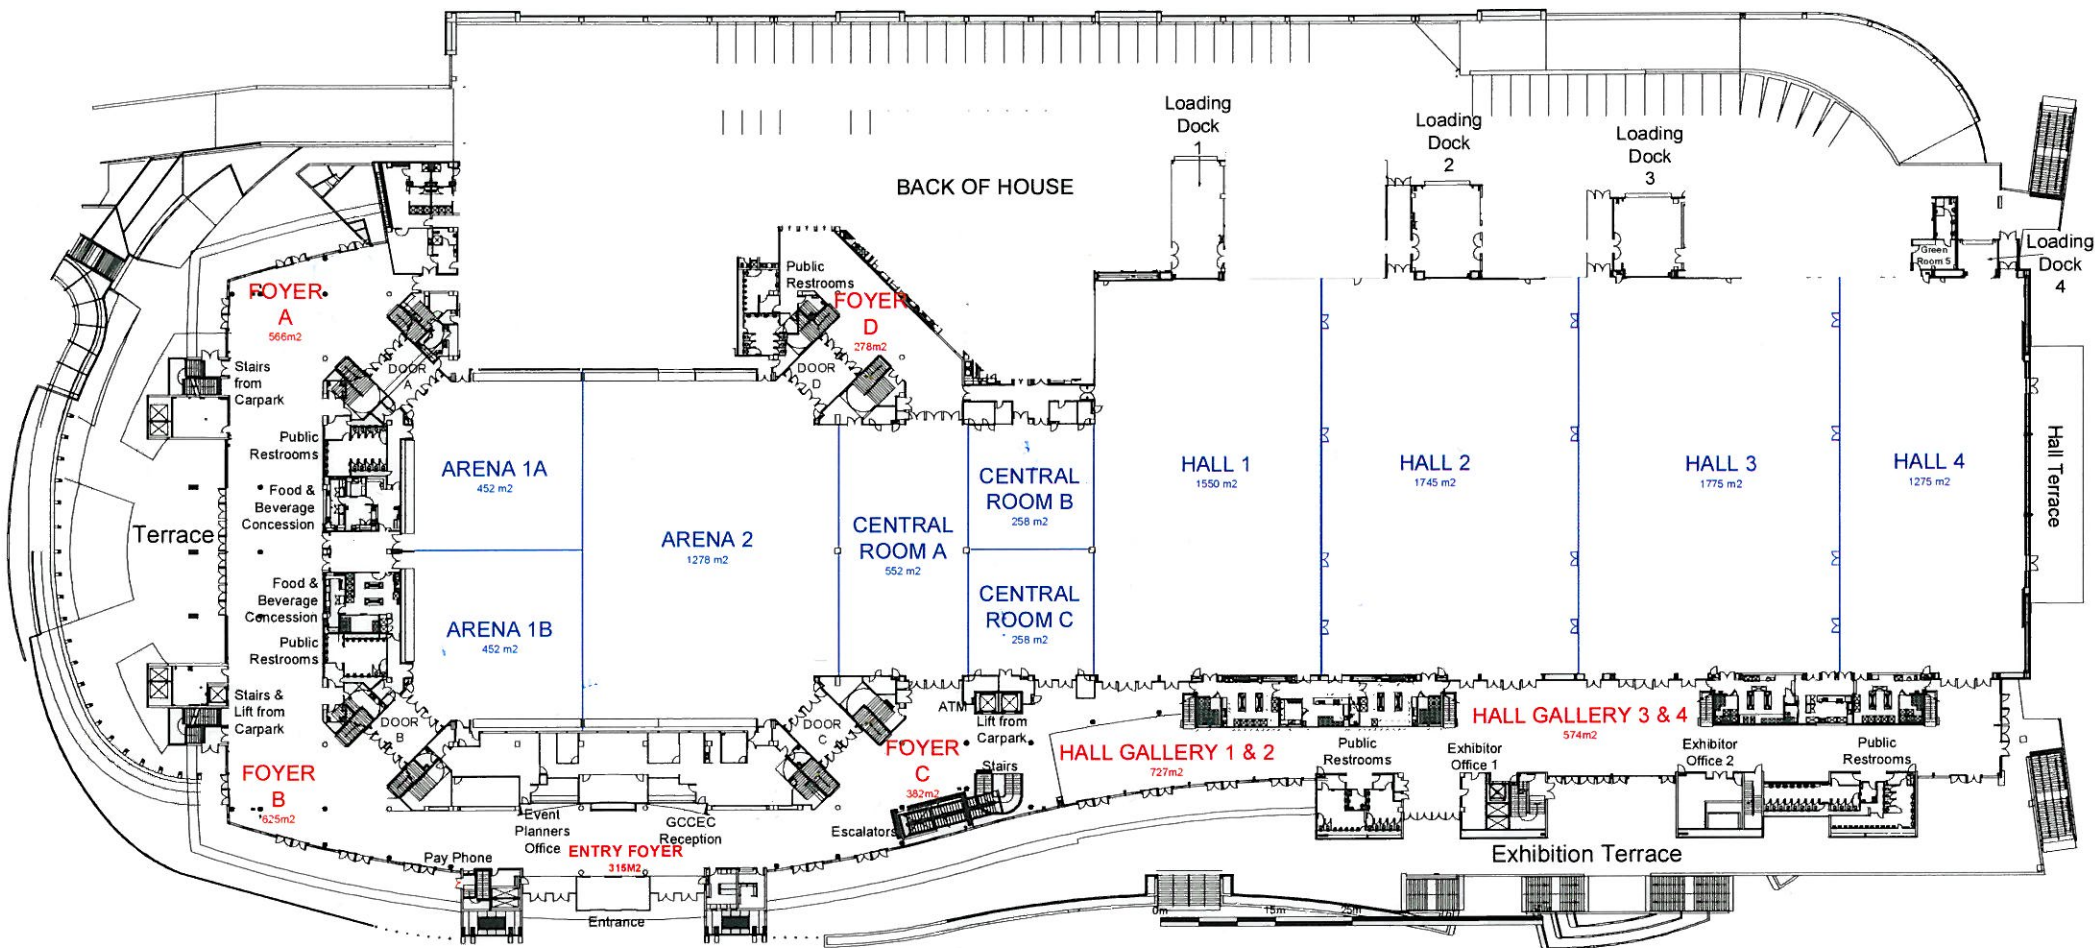 Loading
Dock
1
Loading
Dock
2
Loading
Dock
3
BACK OF HOUSE
Green
Room 5
Loading
Dock
4
Public
Restrooms
FOYER
A
566m2
FOYER
D
278m2
Stairs
from
Carpark
DOOR
A
DOOR
D
Public
Restrooms
Food &
Beverage
Concession
Terrace
Food &
Beverage
Concession
Public
Restrooms
Stairs &
Lift from
Carpark
ARENA 1A
452 m2
ARENA 1B
452 m2
ARENA 2
1278 m2
CENTRAL
ROOM A
552 m2
CENTRAL
ROOM B
258 m2
CENTRAL
ROOM C
258 m2
HALL 1
1550 m2
HALL 2
1745 m2
HALL 3
1775 m2
HALL 4
1275 m2
Hall Terrace
DOOR
B
DOOR
C
ATM
Lift from
Carpark
FOYER
B
625m2
FOYER
C
382m2
Stairs
HALL GALLERY 1 & 2
727m2
HALL GALLERY 3 & 4
574m2
Public
Restrooms
Exhibitor
Office 1
Exhibitor
Office 2
Public
Restrooms
Event
Planners
Office
GCCEC
Reception
Escalators
ENTRY FOYER
315M2
Pay Phone
Entrance
Exhibition Terrace
0m
15m
25m